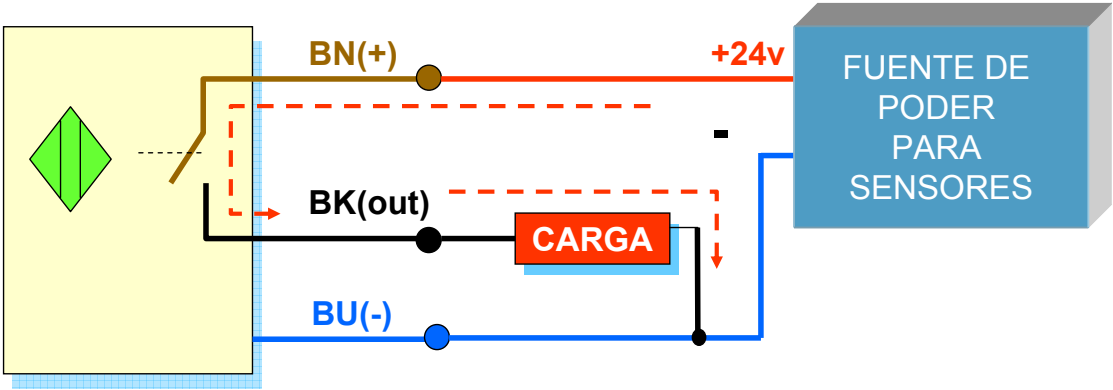 BN(+)
+24v
FUENTE DE
PODER
PARA
SENSORES
-
BK(out)
CARGA
BU(-)